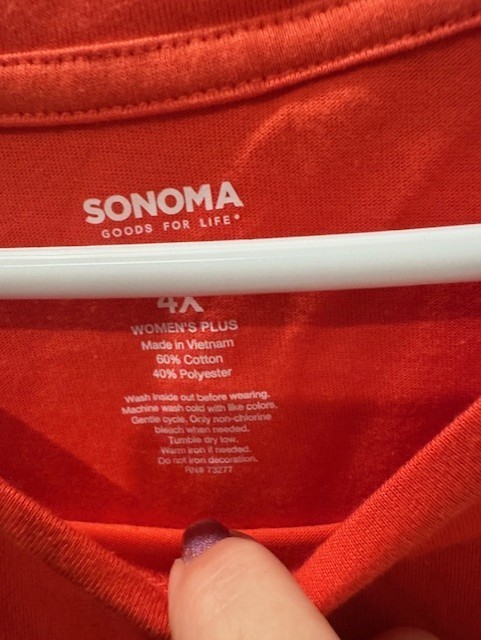 SONOMA
GOODS FOR LIFE®
4X
WOMEN'S PLUS
Made in Vietnam
60% Cotton
40% Polyester
Wash inside out before wearing.
Machine wash cold with like colors.
Gentle cycle. Only non-chlorine
bleach when needed.
Tumble dry low.
Warm iron if needed.
Do not iron decoration.
RN# 73277